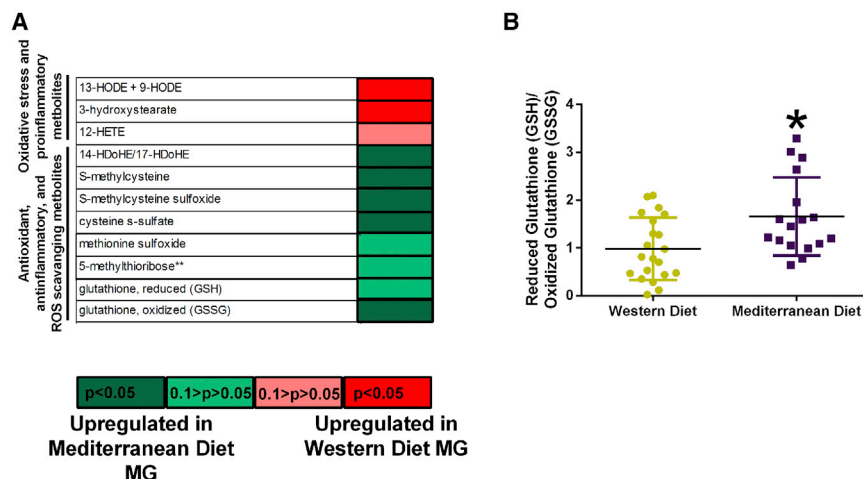 A
Oxidative stress and
proinflammatory
metbolites
Antioxidant,
antinflammatory, and
ROS scavanging metbolites
13-HODE + 9-HODE
3-hydroxystearate
12-HETE
14-HDoHE/17-HDoHE
S-methylcysteine
S-methylcysteine sulfoxide
cysteine s-sulfate
methionine sulfoxide
5-methylthioribose**
glutathione, reduced (GSH)
glutathione, oxidized (GSSG)
p<0.05 0.1>p>0.05 0.1>p>0.05 p<0.05
Upregulated in
Mediterranean Diet
MG
Upregulated in
Western Diet MG
B
Reduced Glutathione (GSH)/
Oxidized Glutathione (GSSG)
4
3
2
1
0
*
Western Diet Mediterranean Diet